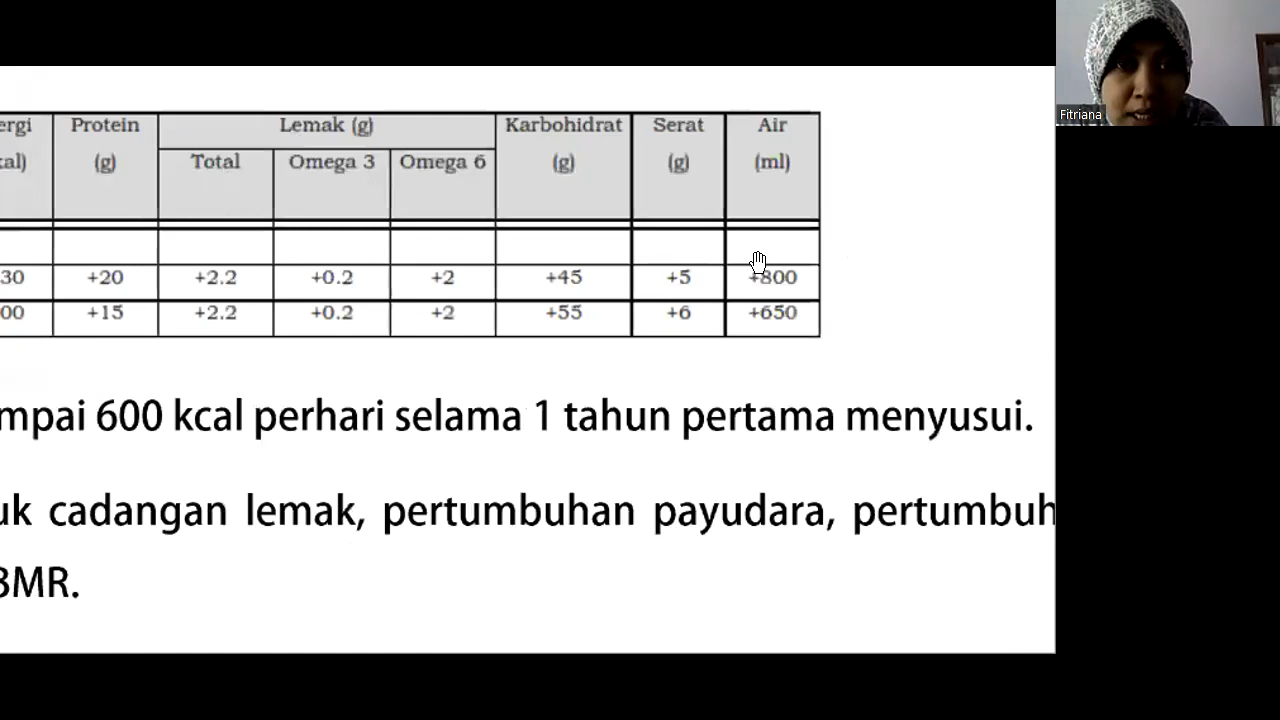 ergi Protein Lemak (g) Karbohidrat Serat Air
kal) (g) Total Omega 3 Omega 6 (g) (g) (ml)
30 +20 +2.2 +0.2 +2 +45 +5 +800
00 +15 +2.2 +0.2 +2 +55 +6 +650
mpai 600 kcal perhari selama 1 tahun pertama menyusui.
uk cadangan lemak, pertumbuhan payudara, pertumbuh
BMR.
Fitriana